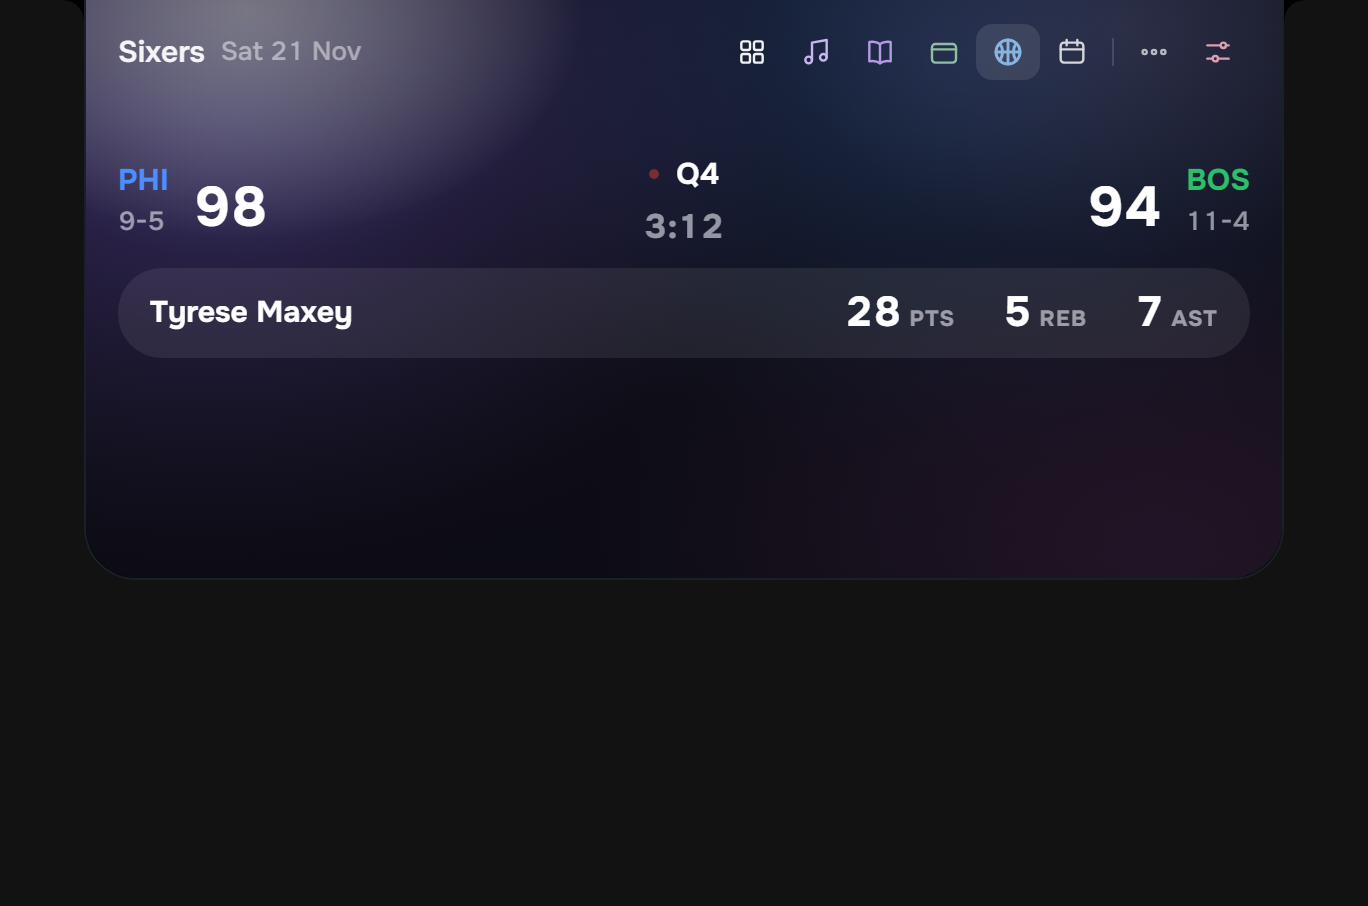 Sixers Sat 21 Nov
PHI
9-5
98
Q4
3:12
94
BOS
11-4
Tyrese Maxey 28 PTS 5 REB 7 AST